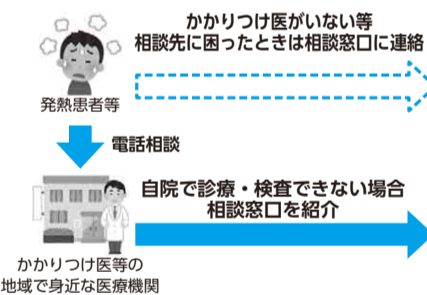 かかりつけ医がいない等
相談先に困ったときは相談窓口に連絡
発熱患者等
電話相談
自院で診療・検査できない場合
相談窓口を紹介
かかりつけ医等の
地域で身近な医療機関